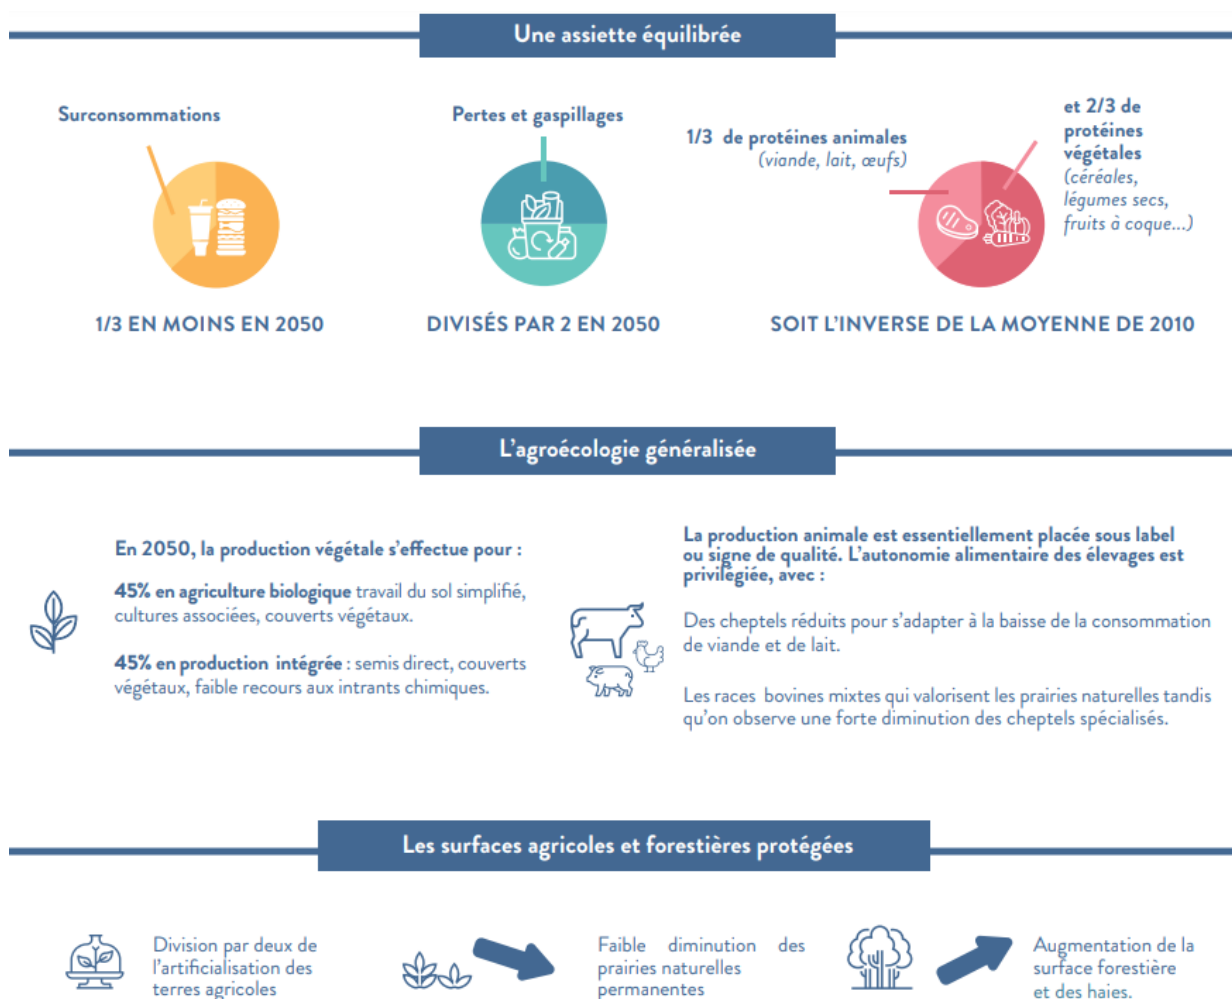 Une assiette équilibrée
Surconsommations
1/3 EN MOINS EN 2050
Pertes et gaspillages
DIVISÉS PAR 2 EN 2050
1/3 de protéines animales
(viande, lait, œufs)
et 2/3 de
protéines
végétales
(céréales,
légumes secs,
fruits à coque...)
SOIT L'INVERSE DE LA MOYENNE DE 2010
L'agroécologie généralisée
En 2050, la production végétale s'effectue pour :
45% en agriculture biologique travail du sol simplifié,
cultures associées, couverts végétaux.
45% en production intégrée : semis direct, couverts
végétaux, faible recours aux intrants chimiques.
La production animale est essentiellement placée sous label
ou signe de qualité. L'autonomie alimentaire des élevages est
privilégiée, avec :
Des cheptels réduits pour s'adapter à la baisse de la consommation
de viande et de lait.
Les races bovines mixtes qui valorisent les prairies naturelles tandis
qu'on observe une forte diminution des cheptels spécialisés.
Les surfaces agricoles et forestières protégées
Division par deux de
l'artificialisation des
terres agricoles
Faible diminution des
prairies naturelles
permanentes
Augmentation de la
surface forestière
et des haies.